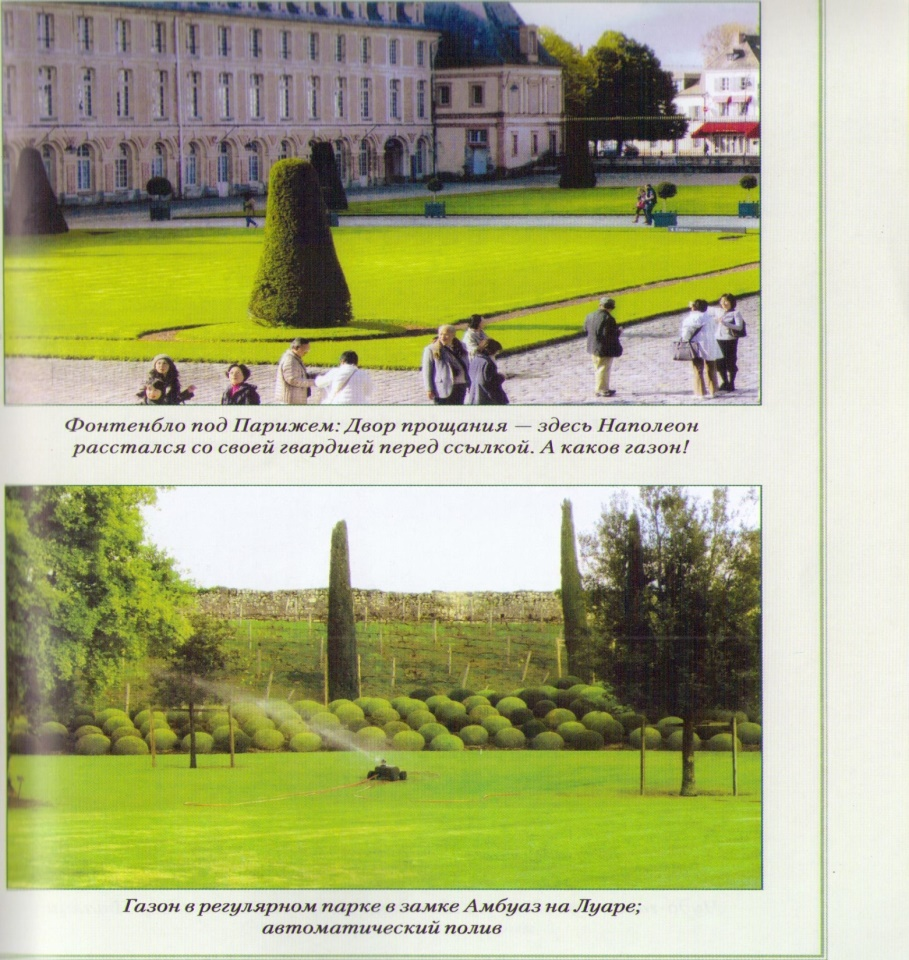 Фонтенбло под Парижем: Двор прощания — здесь Наполеон
расстался со своей гвардией перед ссылкой. А каков газон!
Газон в регулярном парке в замке Амбуаз на Луаре;
автоматический полив